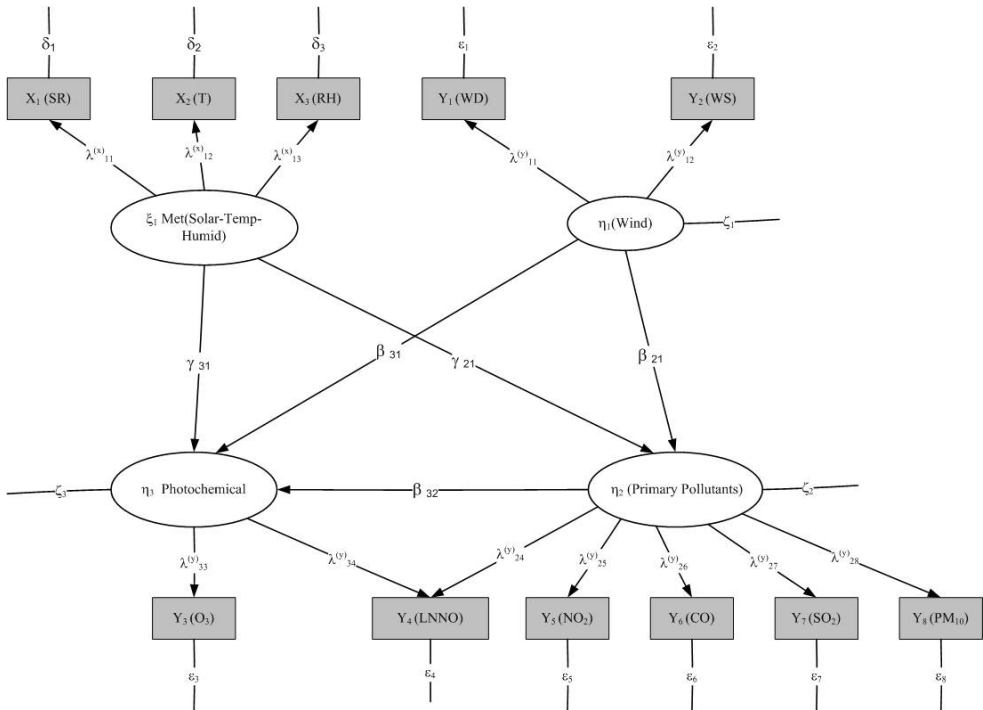 δ1 δ2 δ3 ε1 ε2
X1 (SR) X2 (T) X3 (RH) Y1 (WD) Y2 (WS)
λ(x)11 λ(x)12 λ(x)13 λ(y)11 λ(y)12
ξ1 Met(Solar-Temp-
Humid)
η1(Wind) ζ1
γ 31 β 31 γ 21 β 21
ζ3 η3 Photochemical β 32 η2 (Primary Pollutants) ζ2
λ(y)33 λ(y)34 λ(y)24 λ(y)25 λ(y)26 λ(y)27 λ(y)28
Y3 (O3) Y4 (LNNO) Y5 (NO2) Y6 (CO) Y7 (SO2) Y8 (PM10)
ε3 ε4 ε5 ε6 ε7 ε8